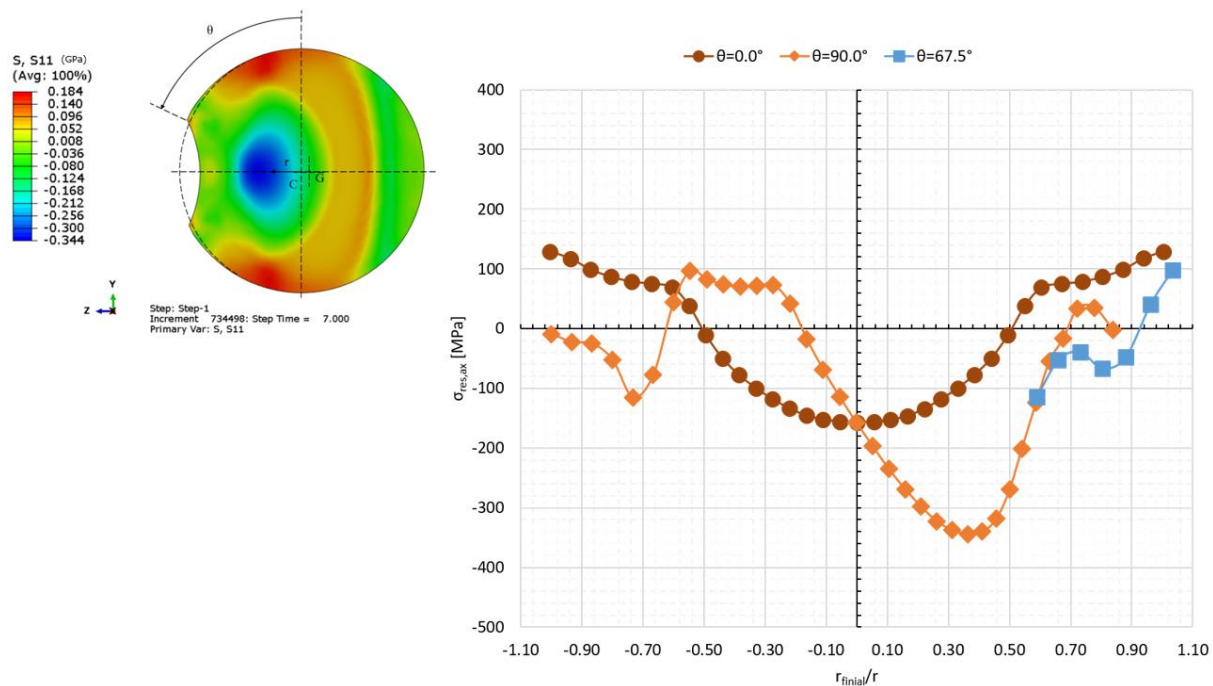 θ
S, S11 (GPa)
(Avg: 100%)
0.184
0.140
0.096
0.052
0.008
-0.036
-0.080
-0.124
-0.168
-0.212
-0.256
-0.300
-0.344
r
C
G
Y
Z
X
Step: Step-1
Increment 734498: Step Time = 7.000
Primary Var: S, S11
θ=0.0° θ=90.0° θ=67.5°
400
300
200
100
0
-100
-200
-300
-400
-500
σres,ax [MPa]
-1.10 -0.90 -0.70 -0.50 -0.30 -0.10 0.10 0.30 0.50 0.70 0.90 1.10
rfinial/r